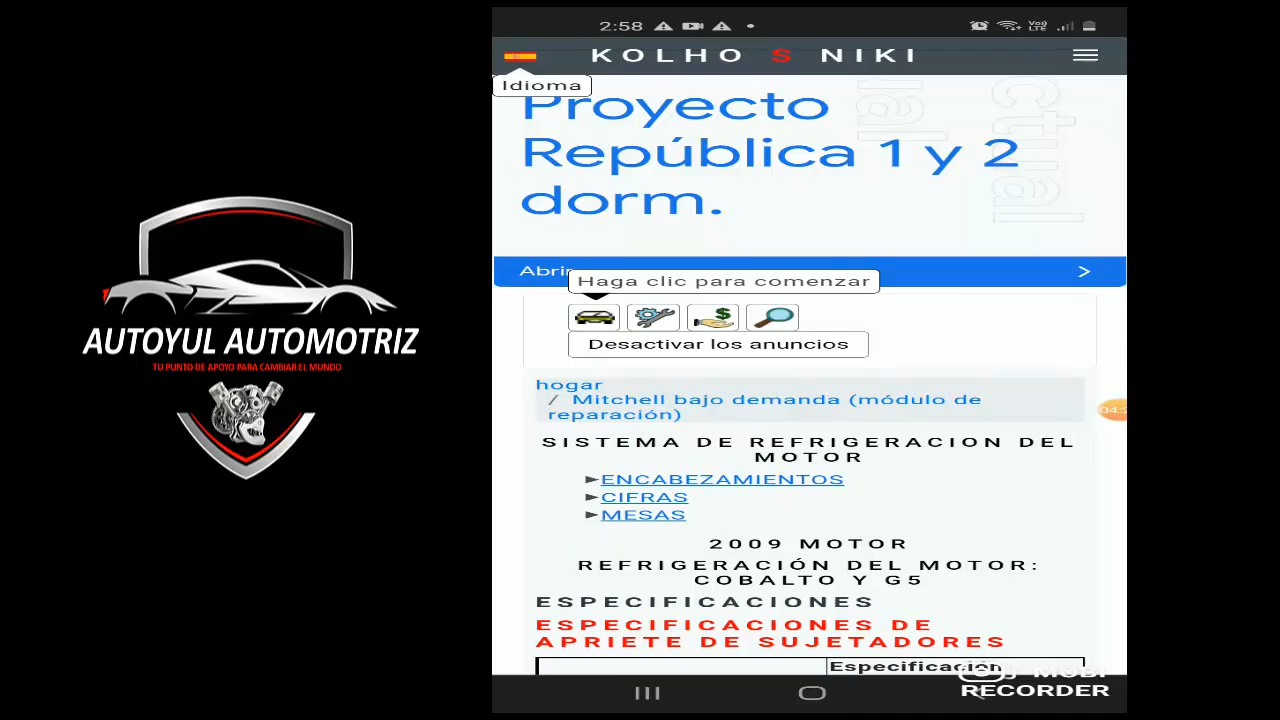 AUTOYUL AUTOMOTRIZ
TU PUNTO DE APOYO PARA CAMBIAR EL MUNDO
2:58
KOLHOSNIKI
Idioma
Proyecto
República 1 y 2
dorm.
ctual
Abrir
Haga clic para comenzar
Desactivar los anuncios
hogar
/ Mitchell bajo demanda (módulo de
reparación)
SISTEMA DE REFRIGERACION DEL
MOTOR
►ENCABEZAMIENTOS
►CIFRAS
►MESAS
2009 MOTOR
REFRIGERACIÓN DEL MOTOR:
COBALTO Y G5
ESPECIFICACIONES
ESPECIFICACIONES DE
APRIETE DE SUJETADORES
Especificación
MOBI
RECORDER